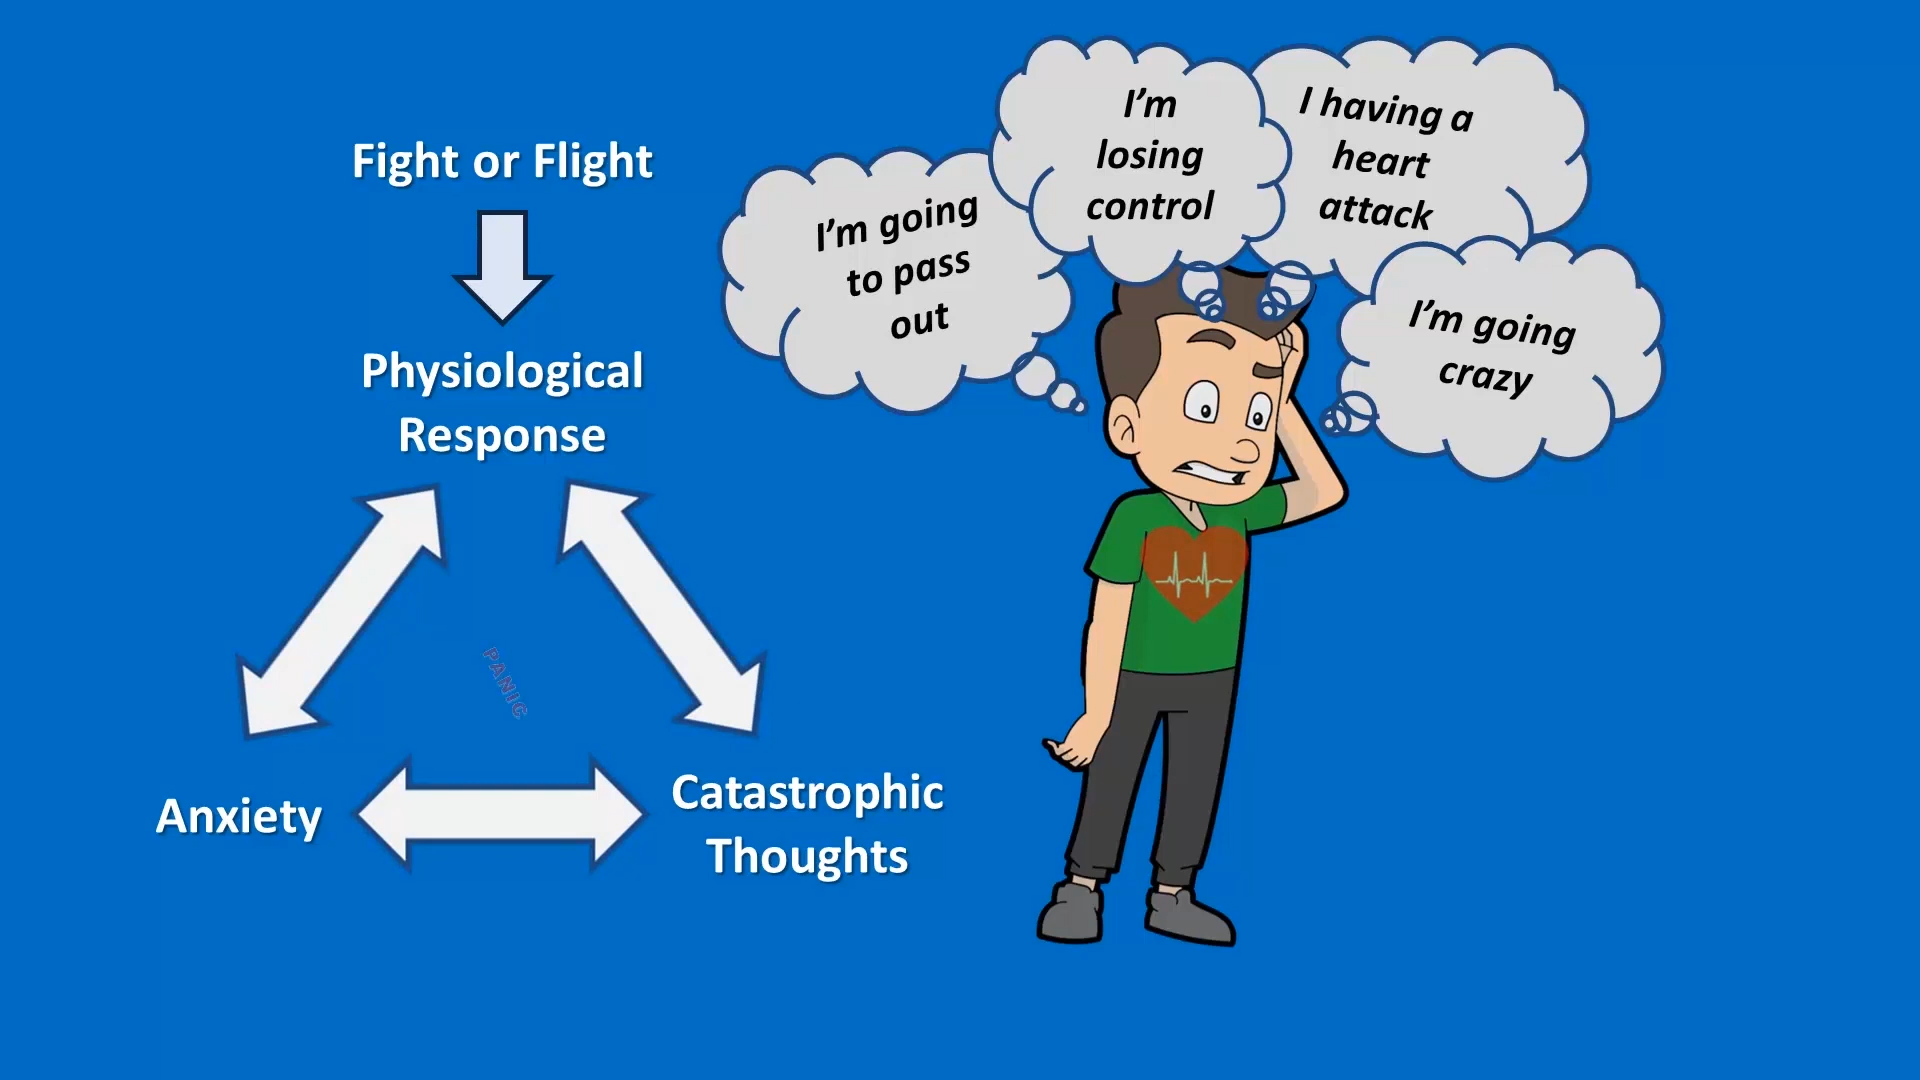 Fight or Flight
Physiological
Response
PANIC
Anxiety
Catastrophic
Thoughts
I’m going
to pass
out
I’m
losing
control
I having a
heart
attack
I’m going
crazy